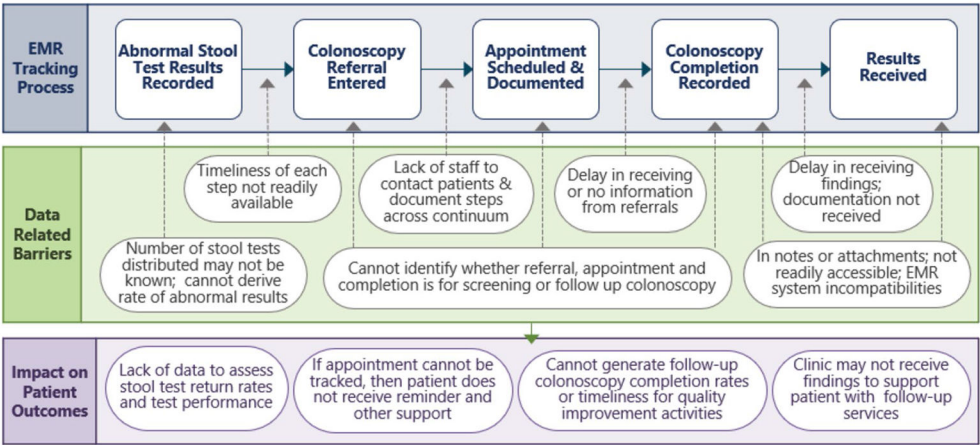 EMR
Tracking
Process
Abnormal Stool
Test Results
Recorded
Colonoscopy
Referral
Entered
Appointment
Scheduled &
Documented
Colonoscopy
Completion
Recorded
Results
Received
Data
Related
Barriers
Timeliness of each
step not readily
available
Lack of staff to
contact patients &
document steps
across continuum
Delay in receiving
or no information
from referrals
Delay in receiving
findings;
documentation not
received
Number of stool tests
distributed may not be
known; cannot derive
rate of abnormal results
Cannot identify whether referral, appointment and
completion is for screening or follow up colonoscopy
In notes or attachments; not
readily accessible; EMR
system incompatibilities
Impact on
Patient
Outcomes
Lack of data to assess
stool test return rates
and test performance
If appointment cannot be
tracked, then patient does
not receive reminder and
other support
Cannot generate follow-up
colonoscopy completion rates
or timeliness for quality
improvement activities
Clinic may not receive
findings to support
patient with follow-up
services